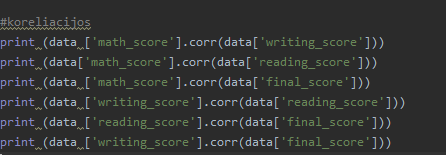 #koreliacijos
print (data ['math_score'].corr(data['writing_score']))
print (data['math_score'].corr(data['reading_score']))
print (data ['math_score'].corr(data['final_score']))
print (data ['writing_score'].corr(data['reading_score']))
print (data ['reading_score'].corr(data['final_score']))
print (data ['writing_score'].corr(data['final_score']))